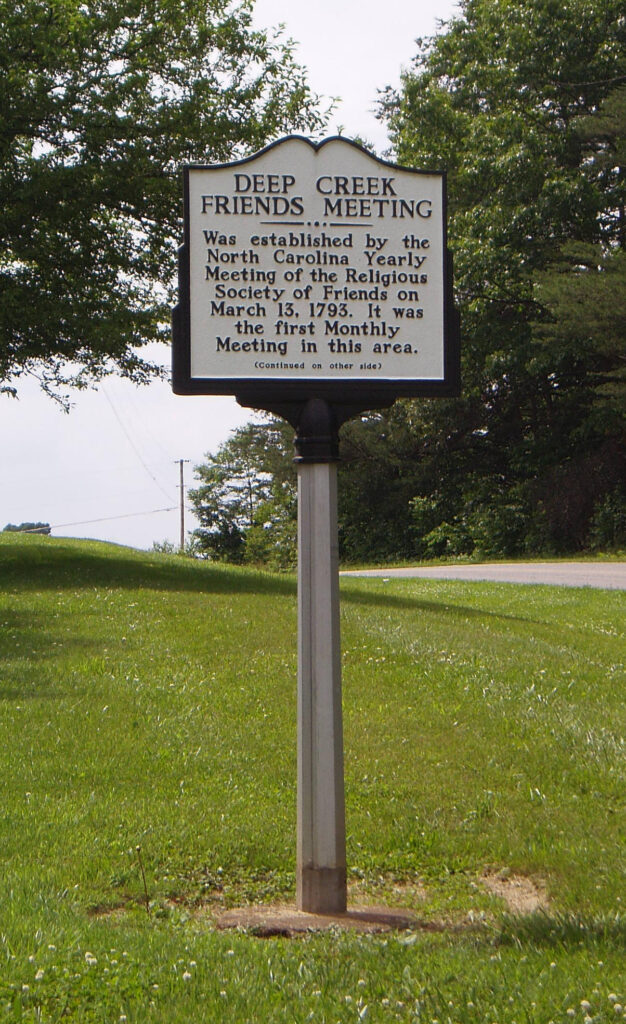 DEEP CREEK
FRIENDS MEETING
Was established by the
North Carolina Yearly
Meeting of the Religious
Society of Friends on
March 13, 1793. It was
the first Monthly
Meeting in this area.
(Continued on other side)